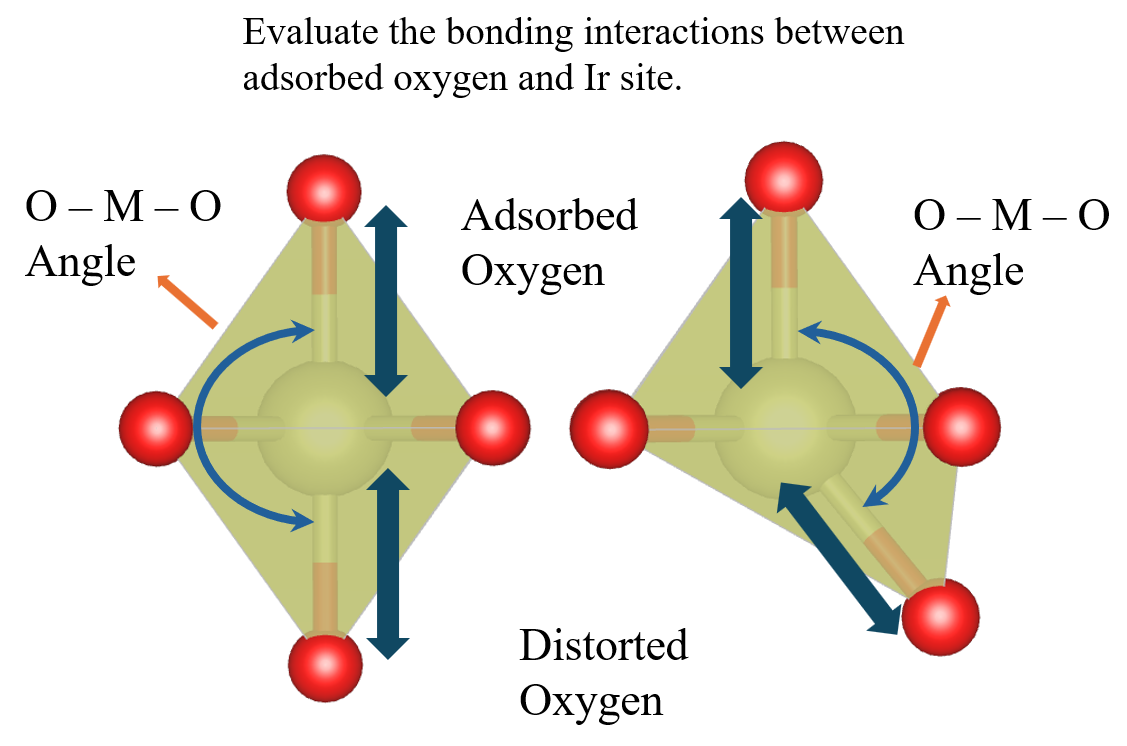 Evaluate the bonding interactions between
adsorbed oxygen and Ir site.
O – M – O
Angle
Adsorbed
Oxygen
O – M – O
Angle
Distorted
Oxygen